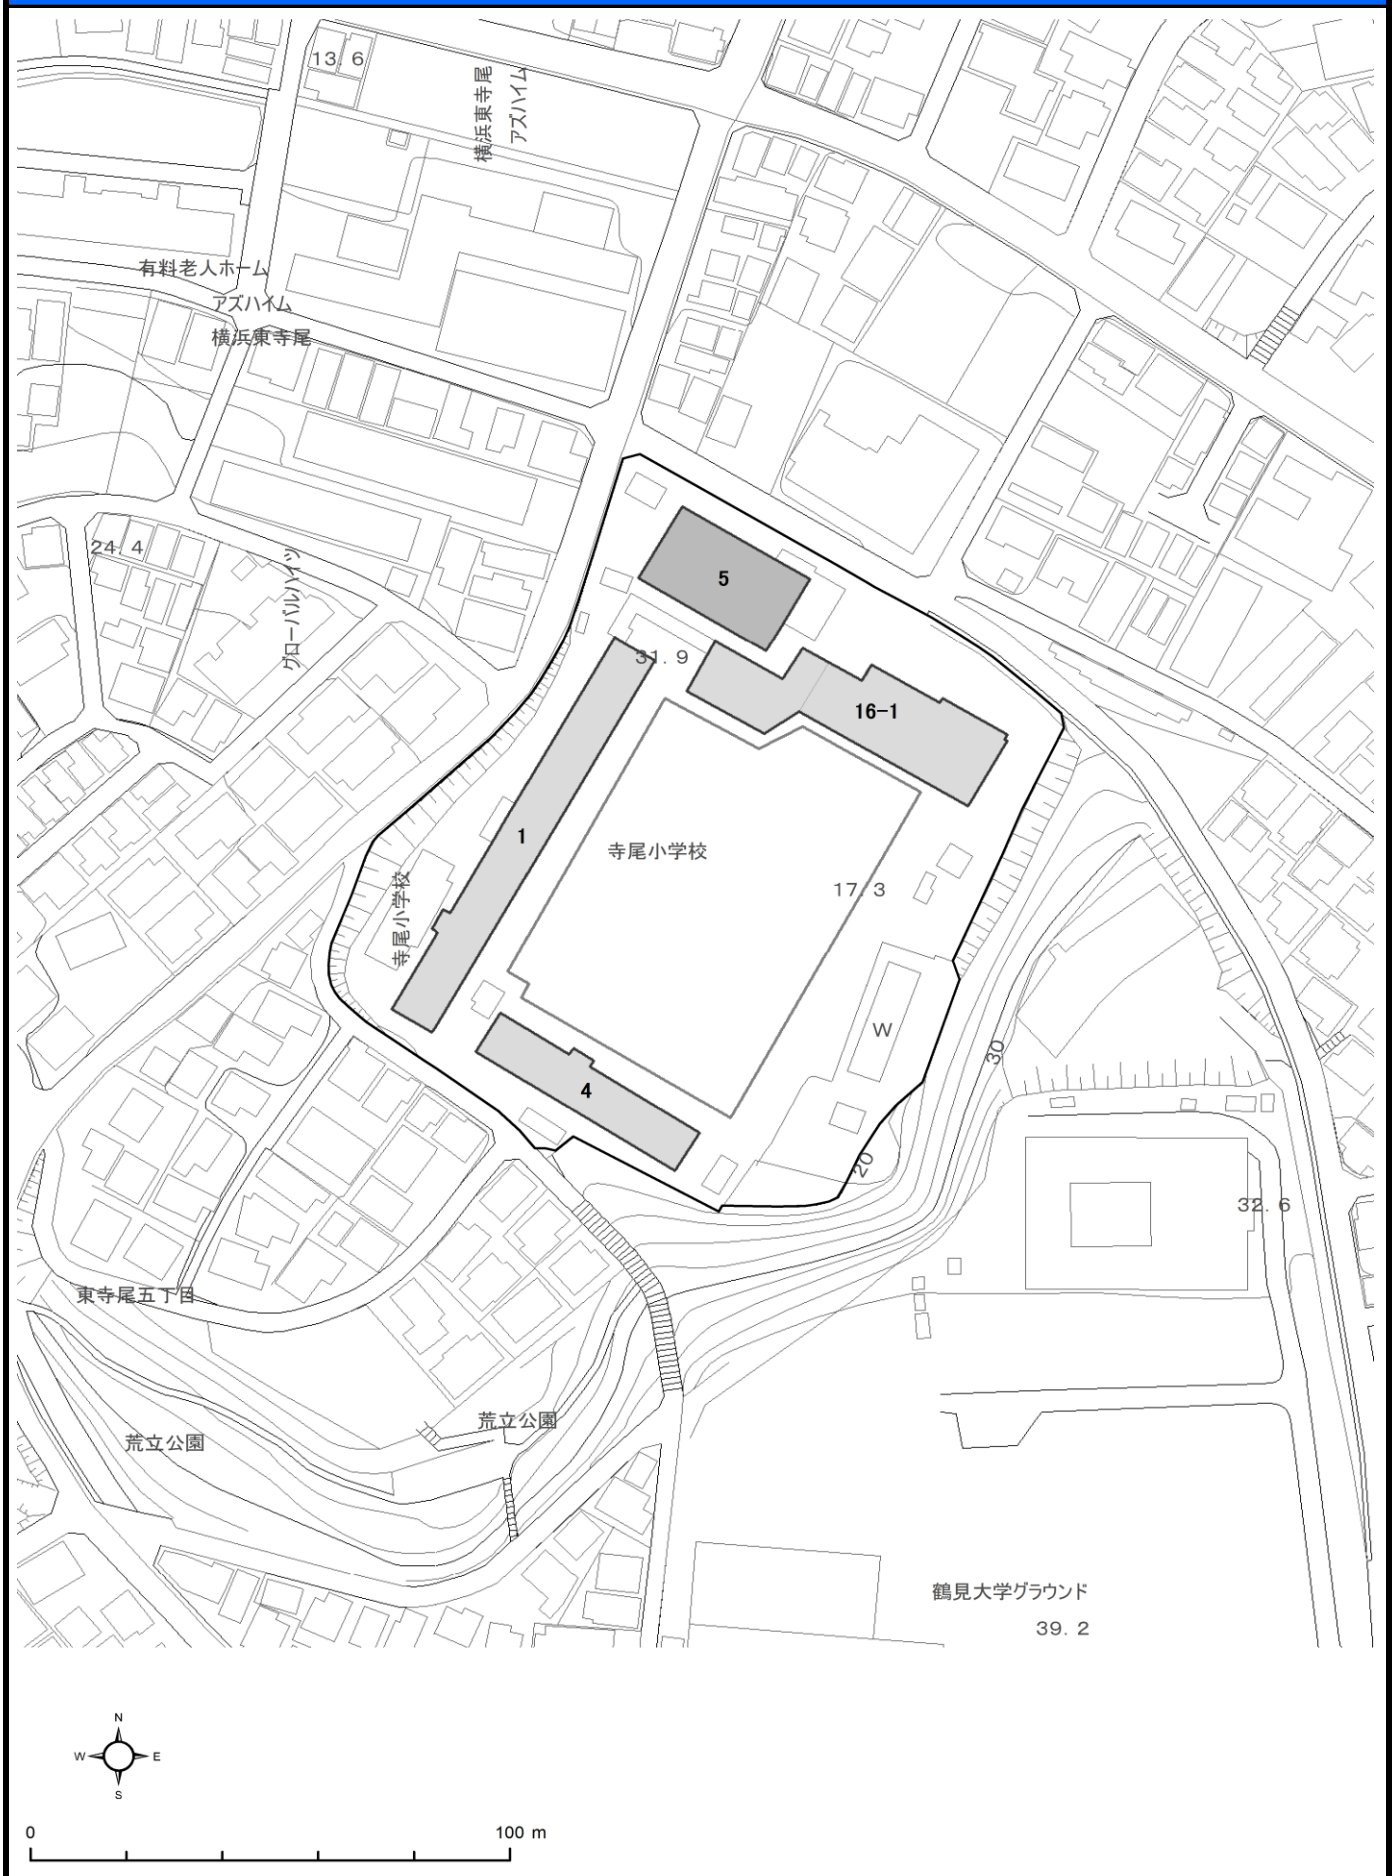 13.6
横浜東寺尾
アズハイム
有料老人ホーム
アズハイム
横浜東寺尾
24.4
グローバルハイツ
5
31.9
16-1
1
寺尾小学校
17.3
寺尾小学校
W
30
4
20
32.6
東寺尾五丁目
荒立公園
荒立公園
鶴見大学グラウンド
39.2
N
W
E
S
0
100 m